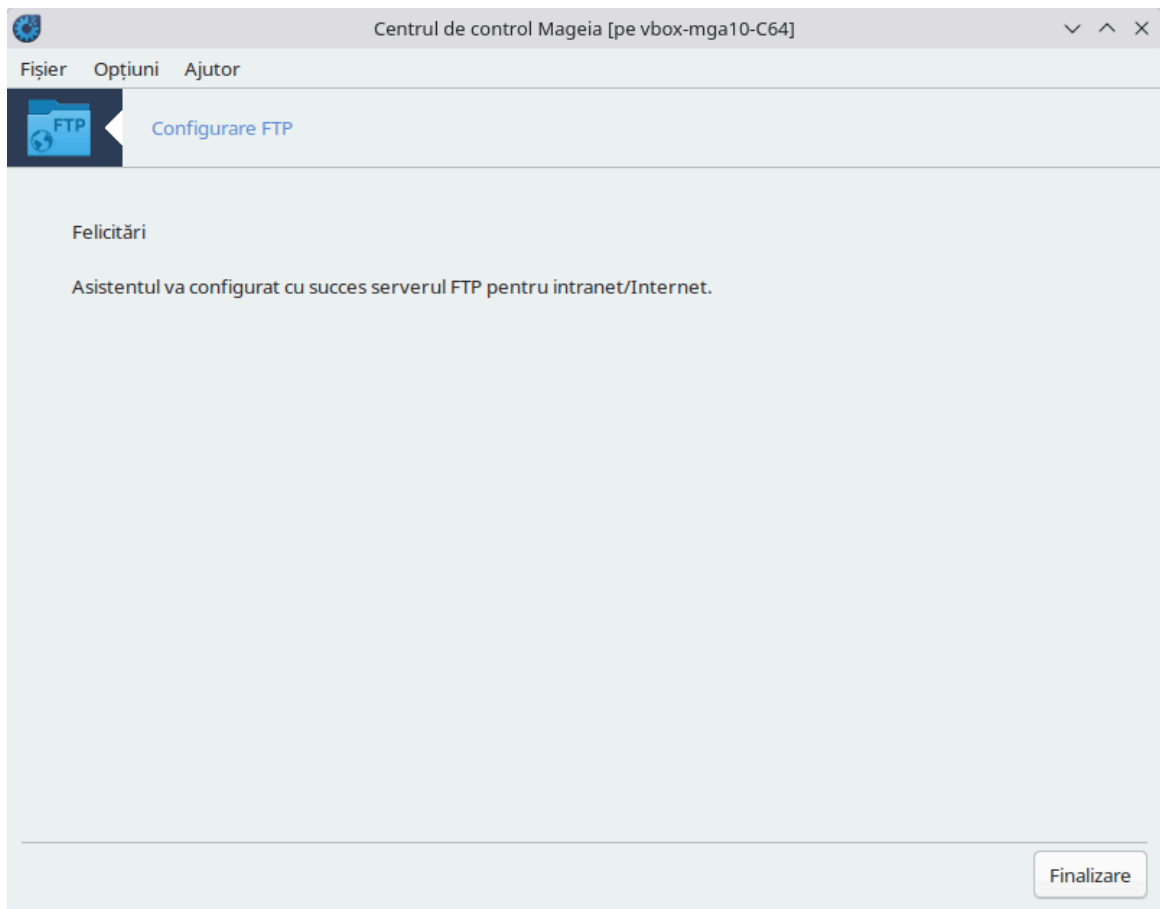 Centrul de control Mageia [pe vbox-mga10-C64]
Fișier Opțiuni Ajutor
FTP
Configurare FTP
Felicitări
Asistentul va configurat cu succes serverul FTP pentru intranet/Internet.
Finalizare